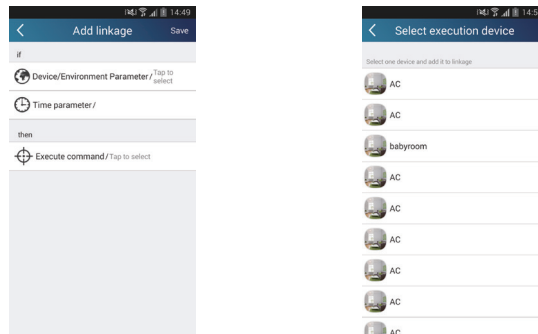 14:49
Add linkage
Save
if
Device/Environment Parameter/Tap to
select
Time parameter/
then
Execute command/Tap to select
14:5
Select execution device
Select one device and add it to linkage
AC
AC
babyroom
AC
AC
AC
AC
AC
AC